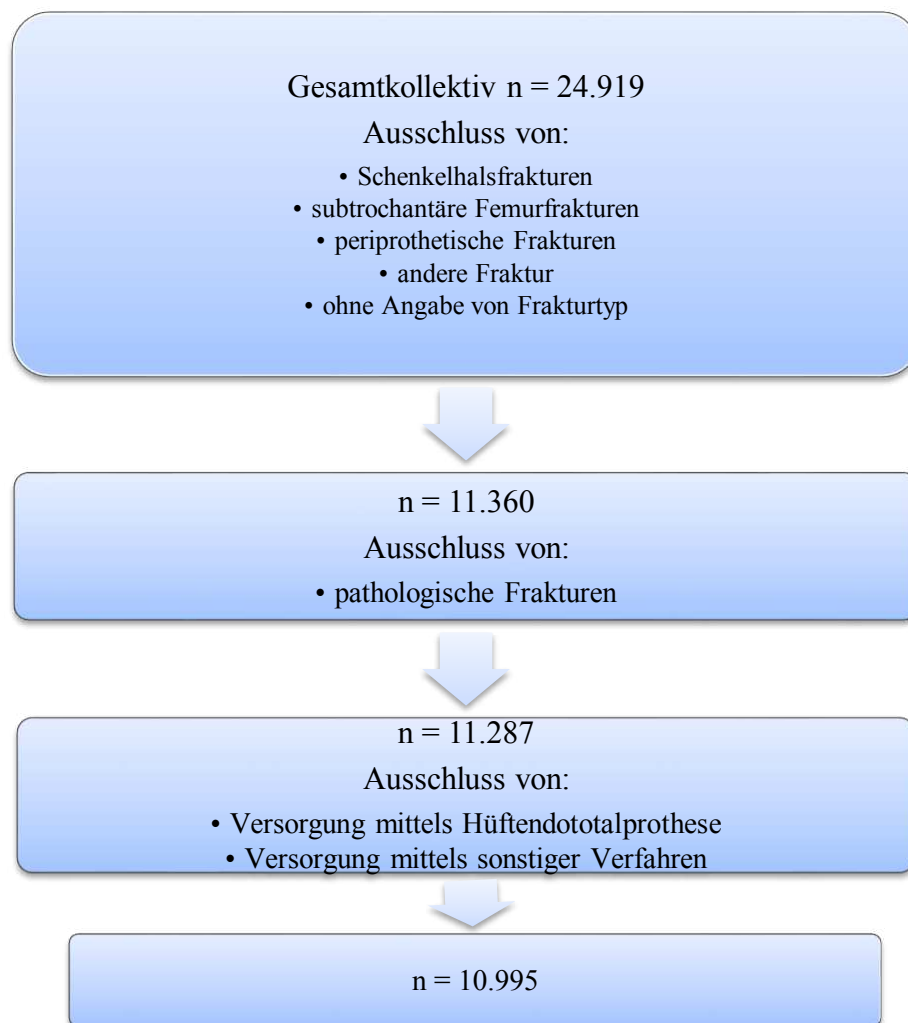 Gesamtkollektiv n = 24.919
Ausschluss von:
• Schenkelhalsfrakturen
• subtrochantäre Femurfrakturen
• periprothetische Frakturen
• andere Fraktur
• ohne Angabe von Frakturtyp
n = 11.360
Ausschluss von:
• pathologische Frakturen
n = 11.287
Ausschluss von:
• Versorgung mittels Hüftendototalprothese
• Versorgung mittels sonstiger Verfahren
n = 10.995